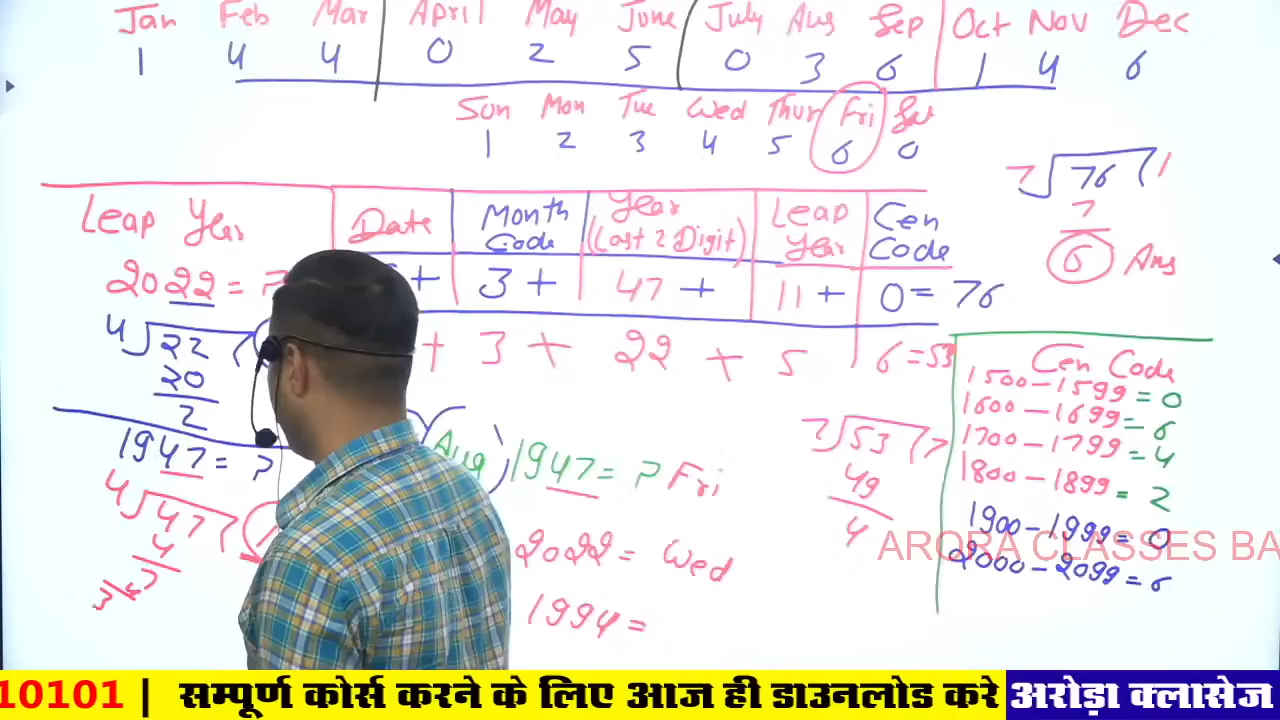 Jan Feb Mar April May June July Aug Sep Oct Nov Dec
1 4 4 0 2 5 0 3 6 1 4 6
Sun Mon Tue Wed Thur Fri Sat
1 2 3 4 5 6 0
7√76(1
7
6 Ans
Leap Year
Date Month Code Year (Last 2 Digit) Leap Year Cen Code
+ 3 + 47 + 11 + 0 = 76
+ 3 + 22 + 5 6 = 53
2022 = ?
4√22(
20
2
1947 = ?
4√47(
4
Aug 1947 = ? Fri
2022 = Wed
1994 =
7√53(7
49
4
Cen Code
1500-1599 = 0
1600-1699 = 6
1700-1799 = 4
1800-1899 = 2
1900-1999 = 0
2000-2099 = 6
ARORA CLASSES BA
10101 | सम्पूर्ण कोर्स करने के लिए आज ही डाउनलोड करे अरोड़ा क्लासेज